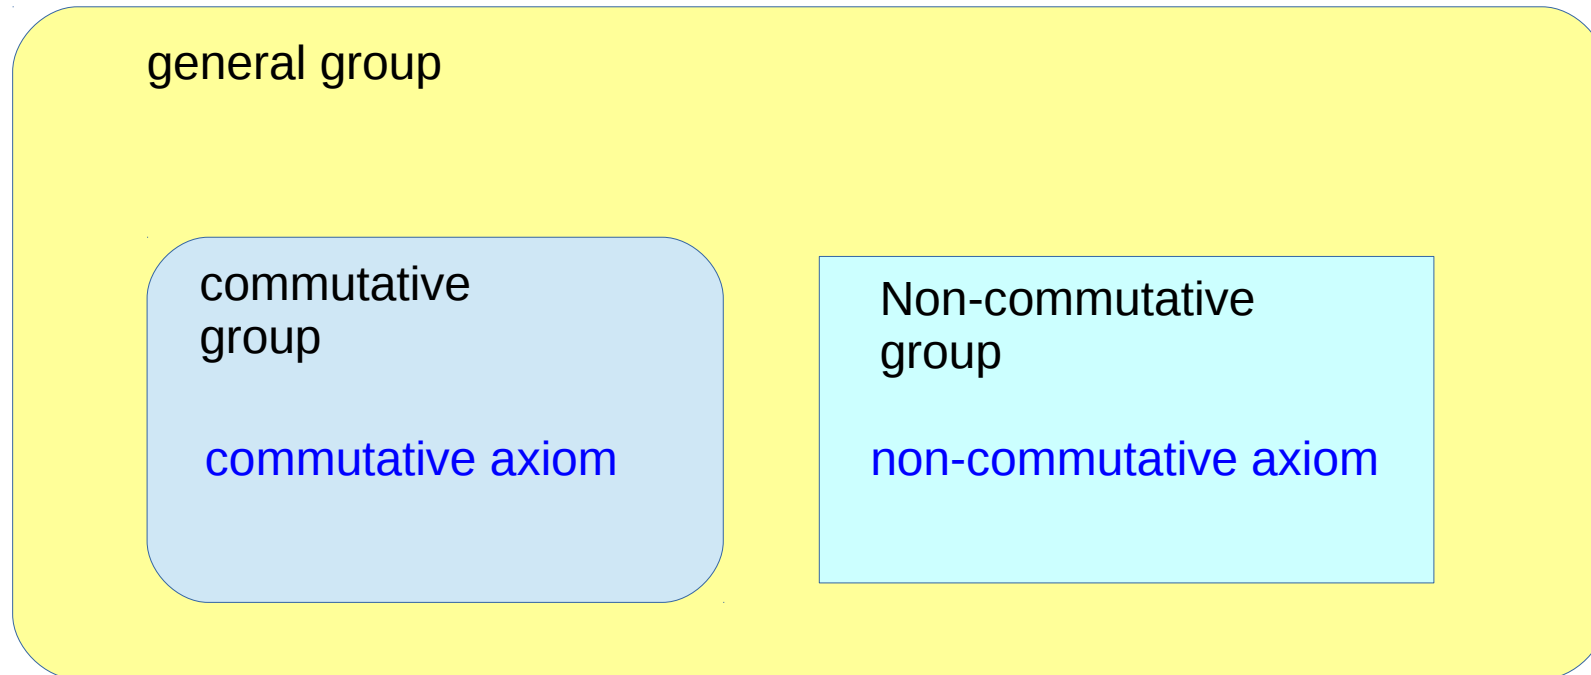 general group
commutative
group
commutative axiom
Non-commutative
group
non-commutative axiom